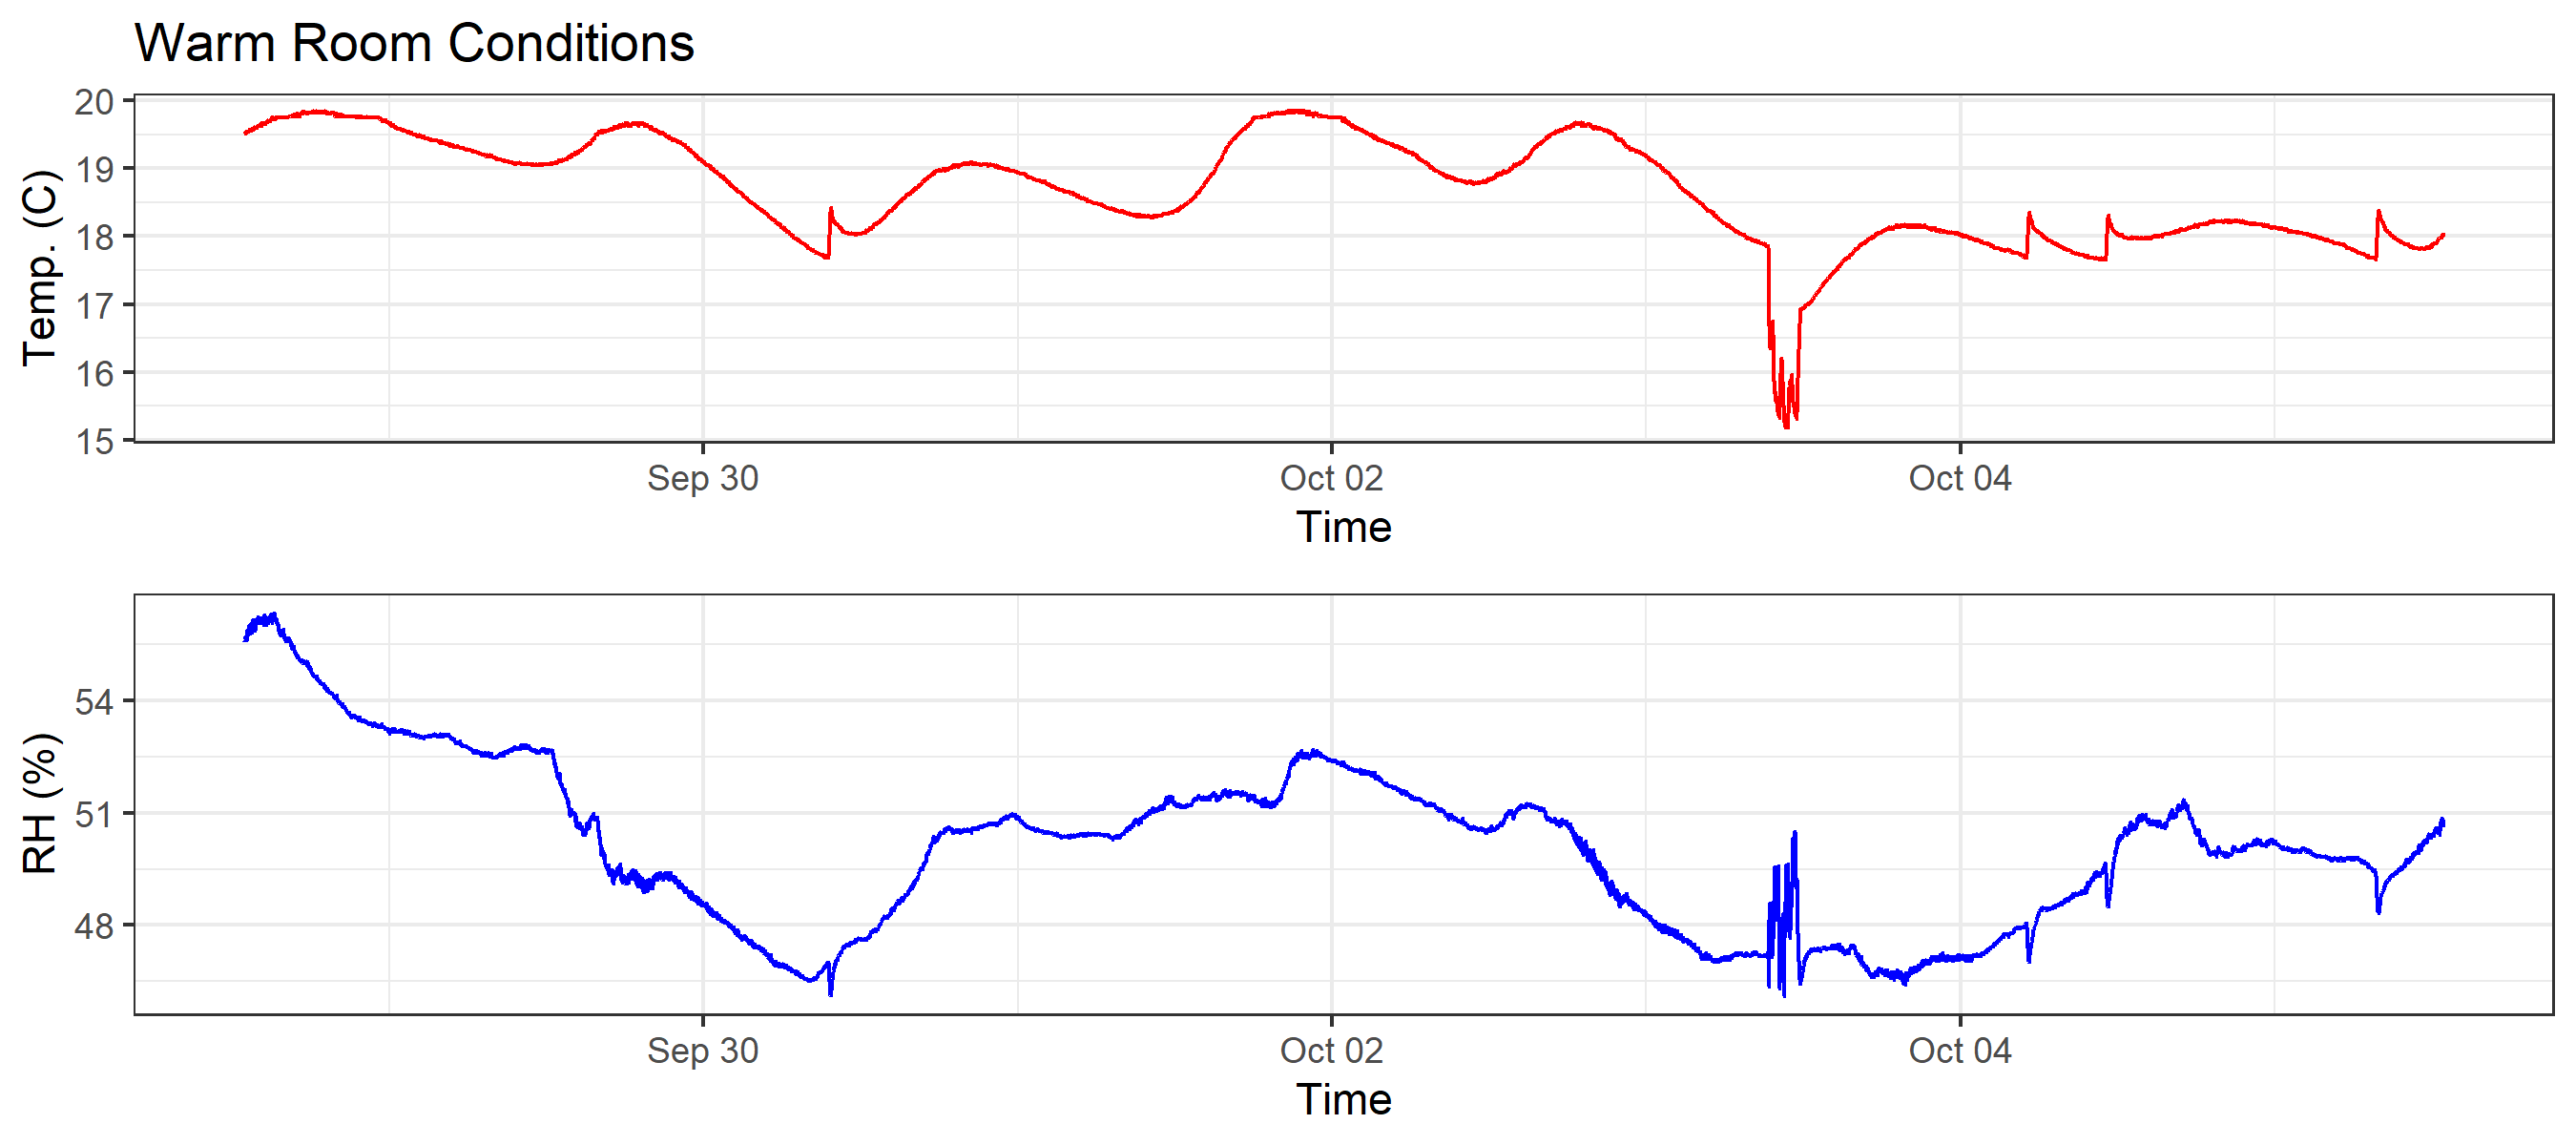 Warm Room Conditions
20
19
18
17
16
15
Temp. (C)
Sep 30 Oct 02 Oct 04
Time
54
51
48
RH (%)
Sep 30 Oct 02 Oct 04
Time